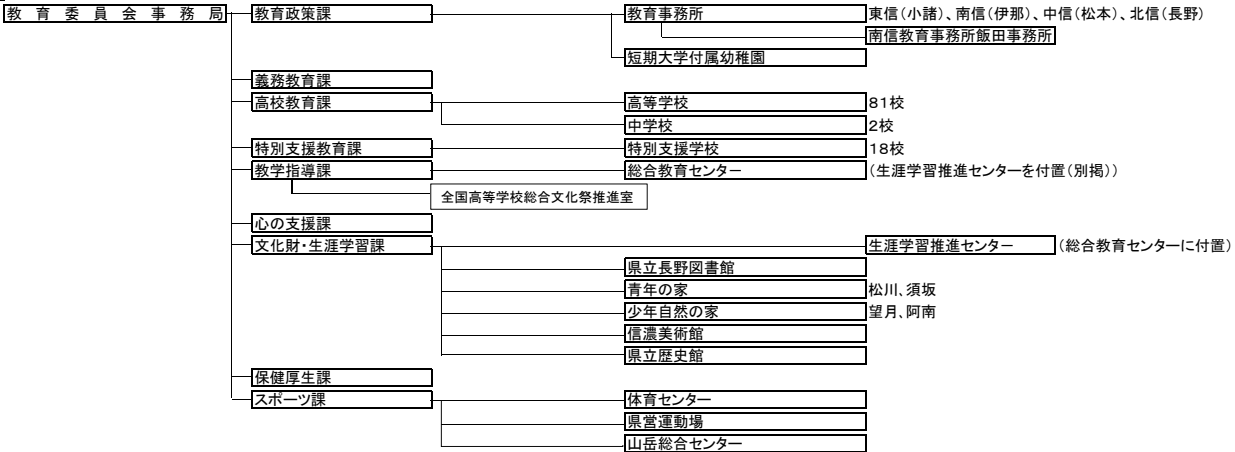 教育委員会事務局 教育政策課 教育事務所 東信(小諸)、南信(伊那)、中信(松本)、北信(長野)
南信教育事務所飯田事務所
短期大学付属幼稚園
義務教育課
高校教育課 高等学校 81校
中学校 2校
特別支援教育課 特別支援学校 18校
教学指導課 総合教育センター (生涯学習推進センターを付置(別掲))
全国高等学校総合文化祭推進室
心の支援課
文化財・生涯学習課 生涯学習推進センター (総合教育センターに付置)
県立長野図書館
青年の家 松川、須坂
少年自然の家 望月、阿南
信濃美術館
県立歴史館
保健厚生課
スポーツ課 体育センター
県営運動場
山岳総合センター